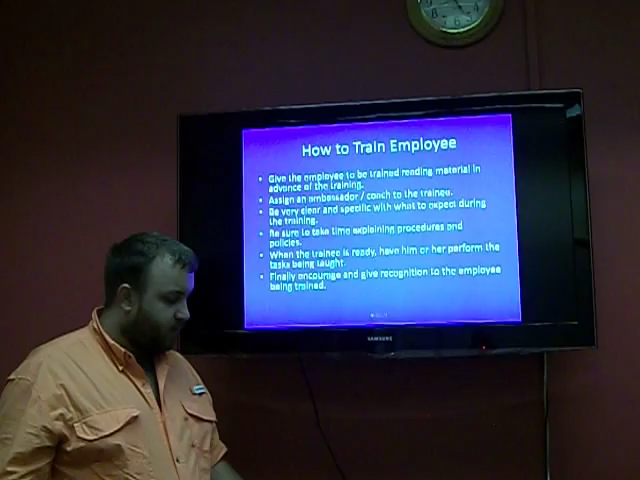 How to Train Employee
• Give the employee to be trained reading material in
advance of the training.
• Assign an ambassador / coach to the trainee.
• Be very clear and specific with what to expect during
the training.
• Be sure to take time explaining procedures and
policies.
• When the trainee is ready, have him or her perform the
tasks being taught.
• Finally encourage and give recognition to the employee
being trained.
SAMSUNG